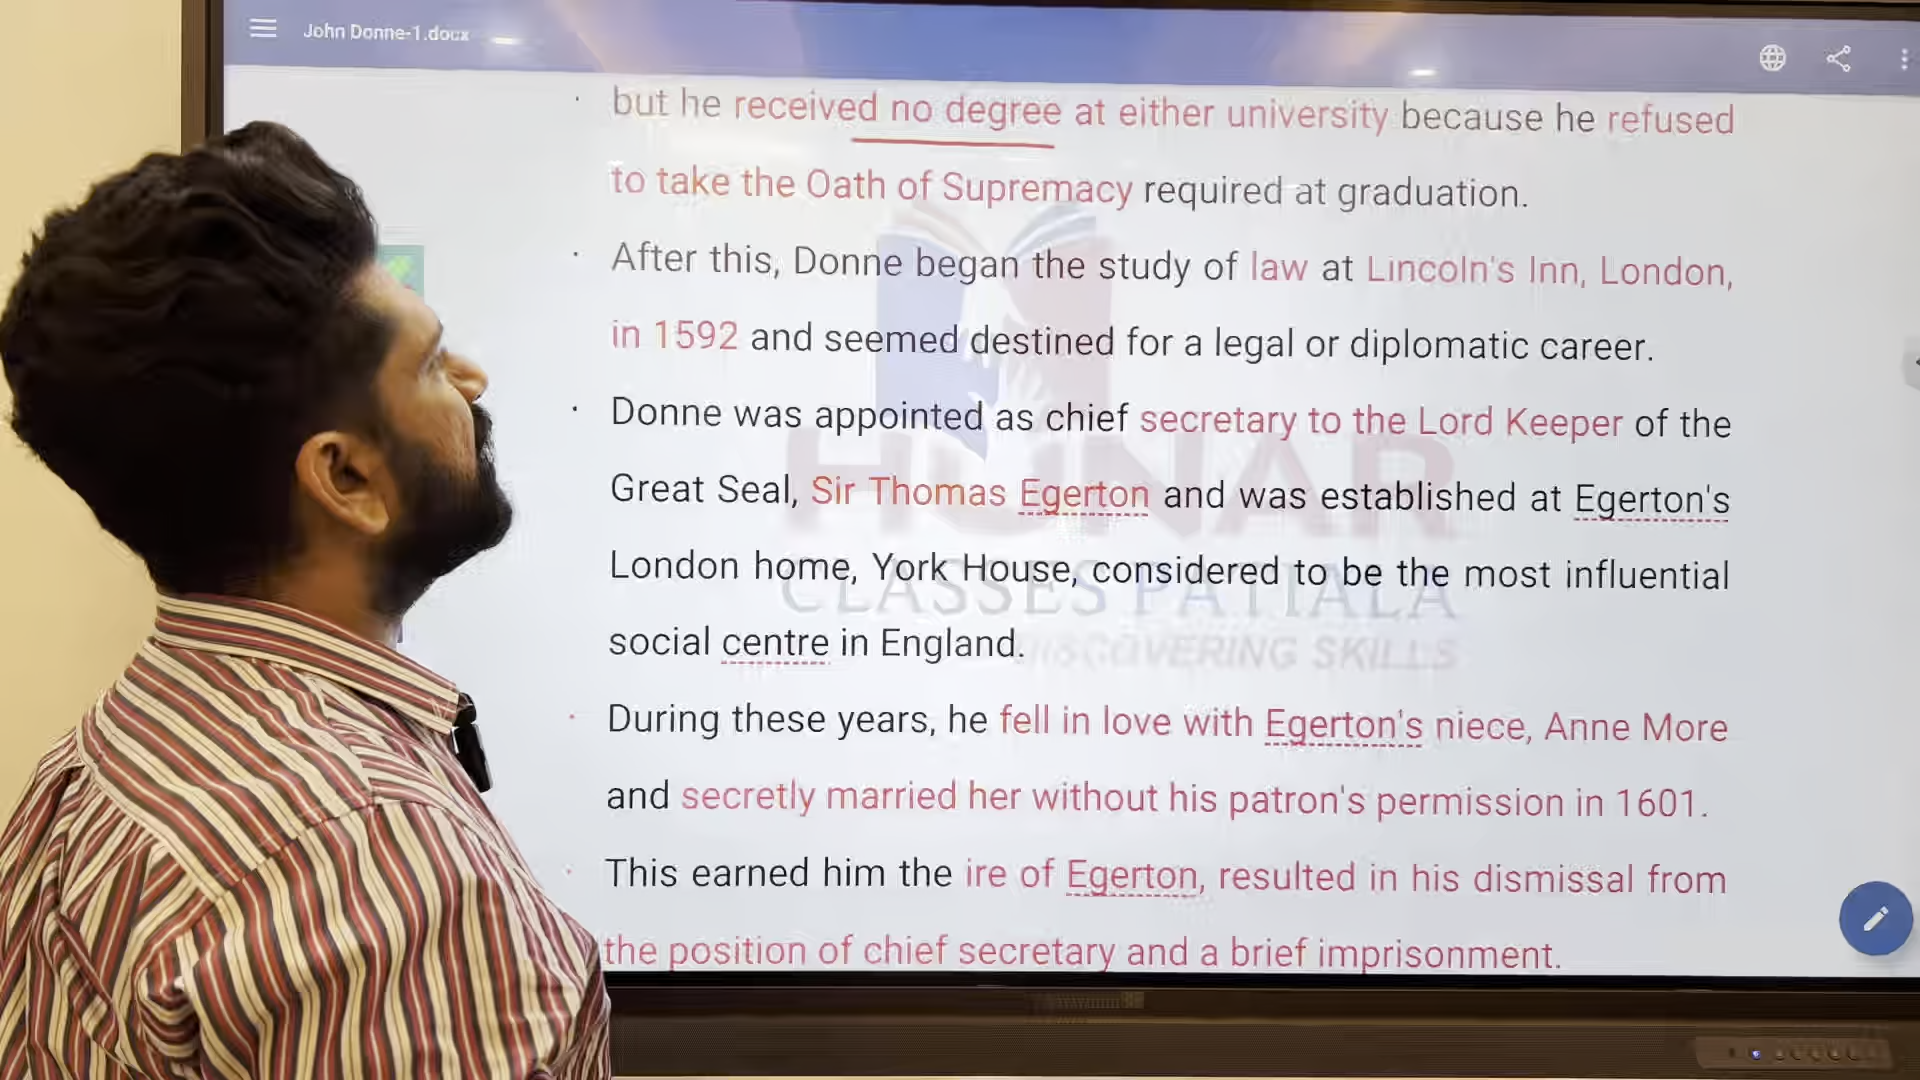 John Donne-1.docx
but he received no degree at either university because he refused
to take the Oath of Supremacy required at graduation.
After this, Donne began the study of law at Lincoln's Inn, London,
in 1592 and seemed destined for a legal or diplomatic career.
Donne was appointed as chief secretary to the Lord Keeper of the
Great Seal, Sir Thomas Egerton and was established at Egerton's
London home, York House, considered to be the most influential
social centre in England.
During these years, he fell in love with Egerton's niece, Anne More
and secretly married her without his patron's permission in 1601.
This earned him the ire of Egerton, resulted in his dismissal from
the position of chief secretary and a brief imprisonment.
HUNAR
CLASSES PATIALA
DISCOVERING SKILLS